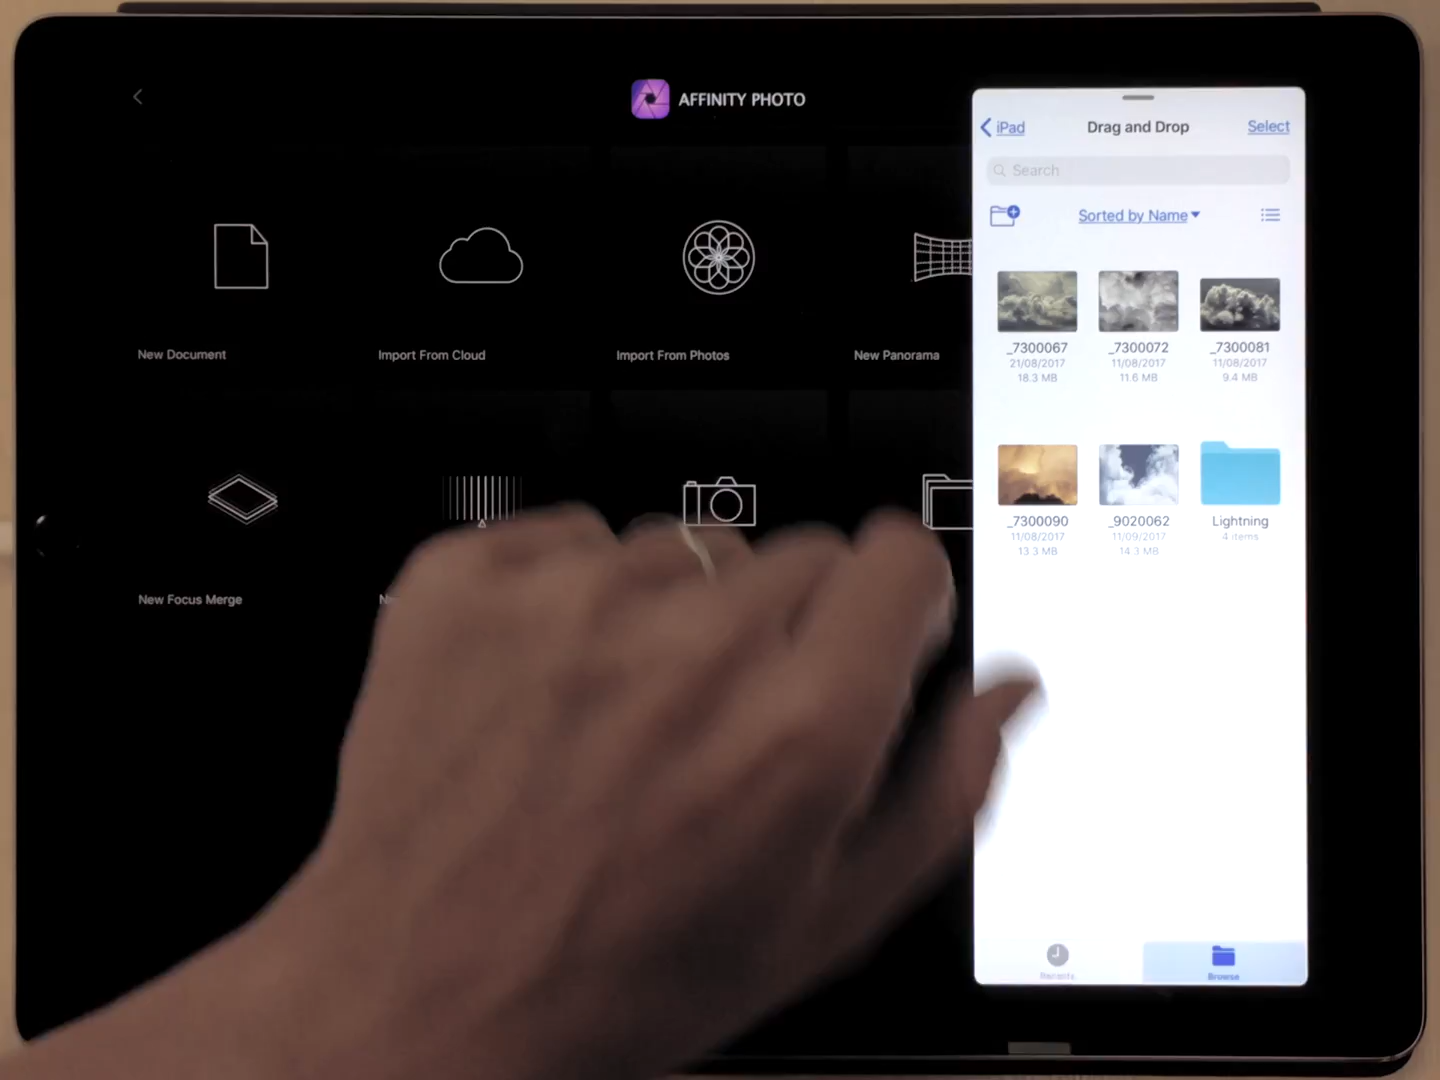 AFFINITY PHOTO
New Document
Import From Cloud
Import From Photos
New Panorama
New Focus Merge
iPad
Drag and Drop
Select
Search
Sorted by Name
_7300067
21/08/2017
18.3 MB
_7300072
11/08/2017
11.6 MB
_7300081
11/08/2017
9.4 MB
_7300090
11/08/2017
13.3 MB
_9020062
11/09/2017
14.3 MB
Lightning
4 items
Recents
Browse